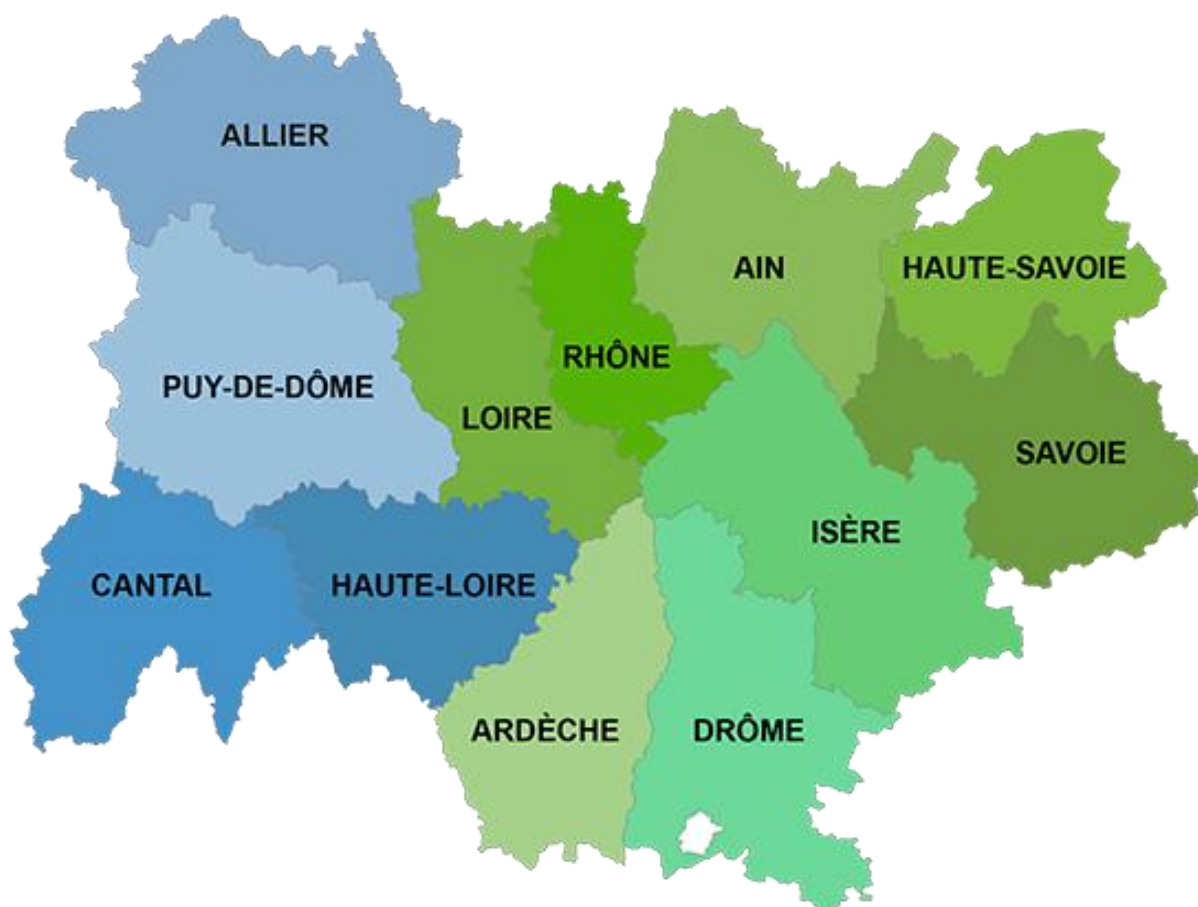 ALLIER
AIN
HAUTE-SAVOIE
RHÔNE
PUY-DE-DÔME
LOIRE
SAVOIE
ISÈRE
CANTAL
HAUTE-LOIRE
ARDÈCHE
DRÔME